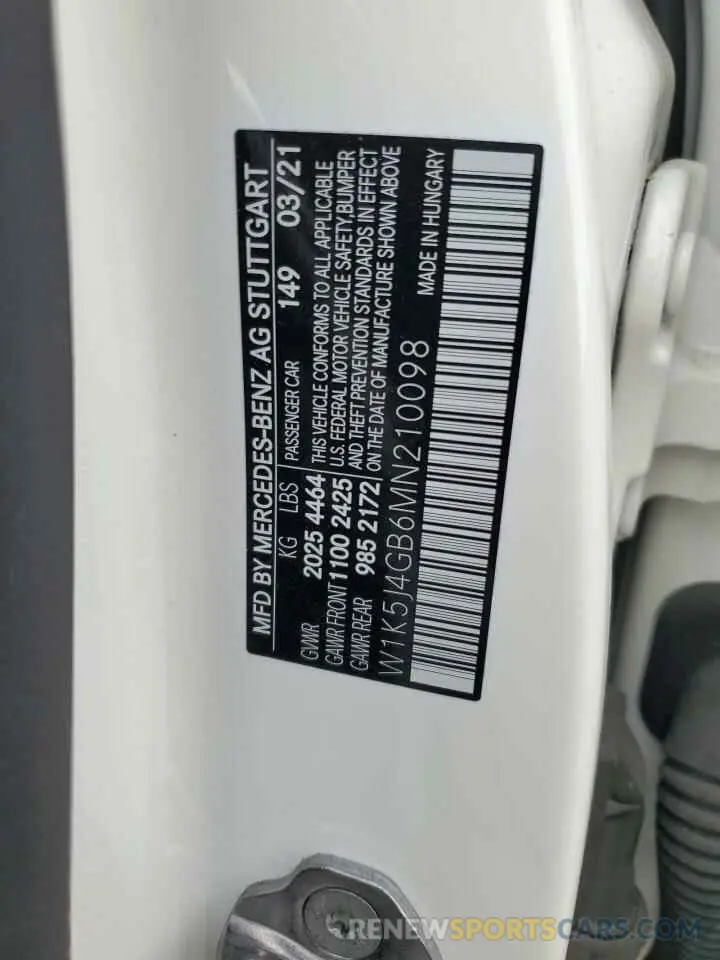 MFD BY MERCEDES-BENZ AG STUTTGART
KG LBS PASSENGER CAR 149 03/21
GVWR 2025 4464 THIS VEHICLE CONFORMS TO ALL APPLICABLE
GAWR FRONT 1100 2425 U.S. FEDERAL MOTOR VEHICLE SAFETY, BUMPER
GAWR REAR 985 2172 AND THEFT PREVENTION STANDARDS IN EFFECT
ON THE DATE OF MANUFACTURE SHOWN ABOVE
W1K5J4GB6MN210098 MADE IN HUNGARY
RENEWSPORTSCARS.COM